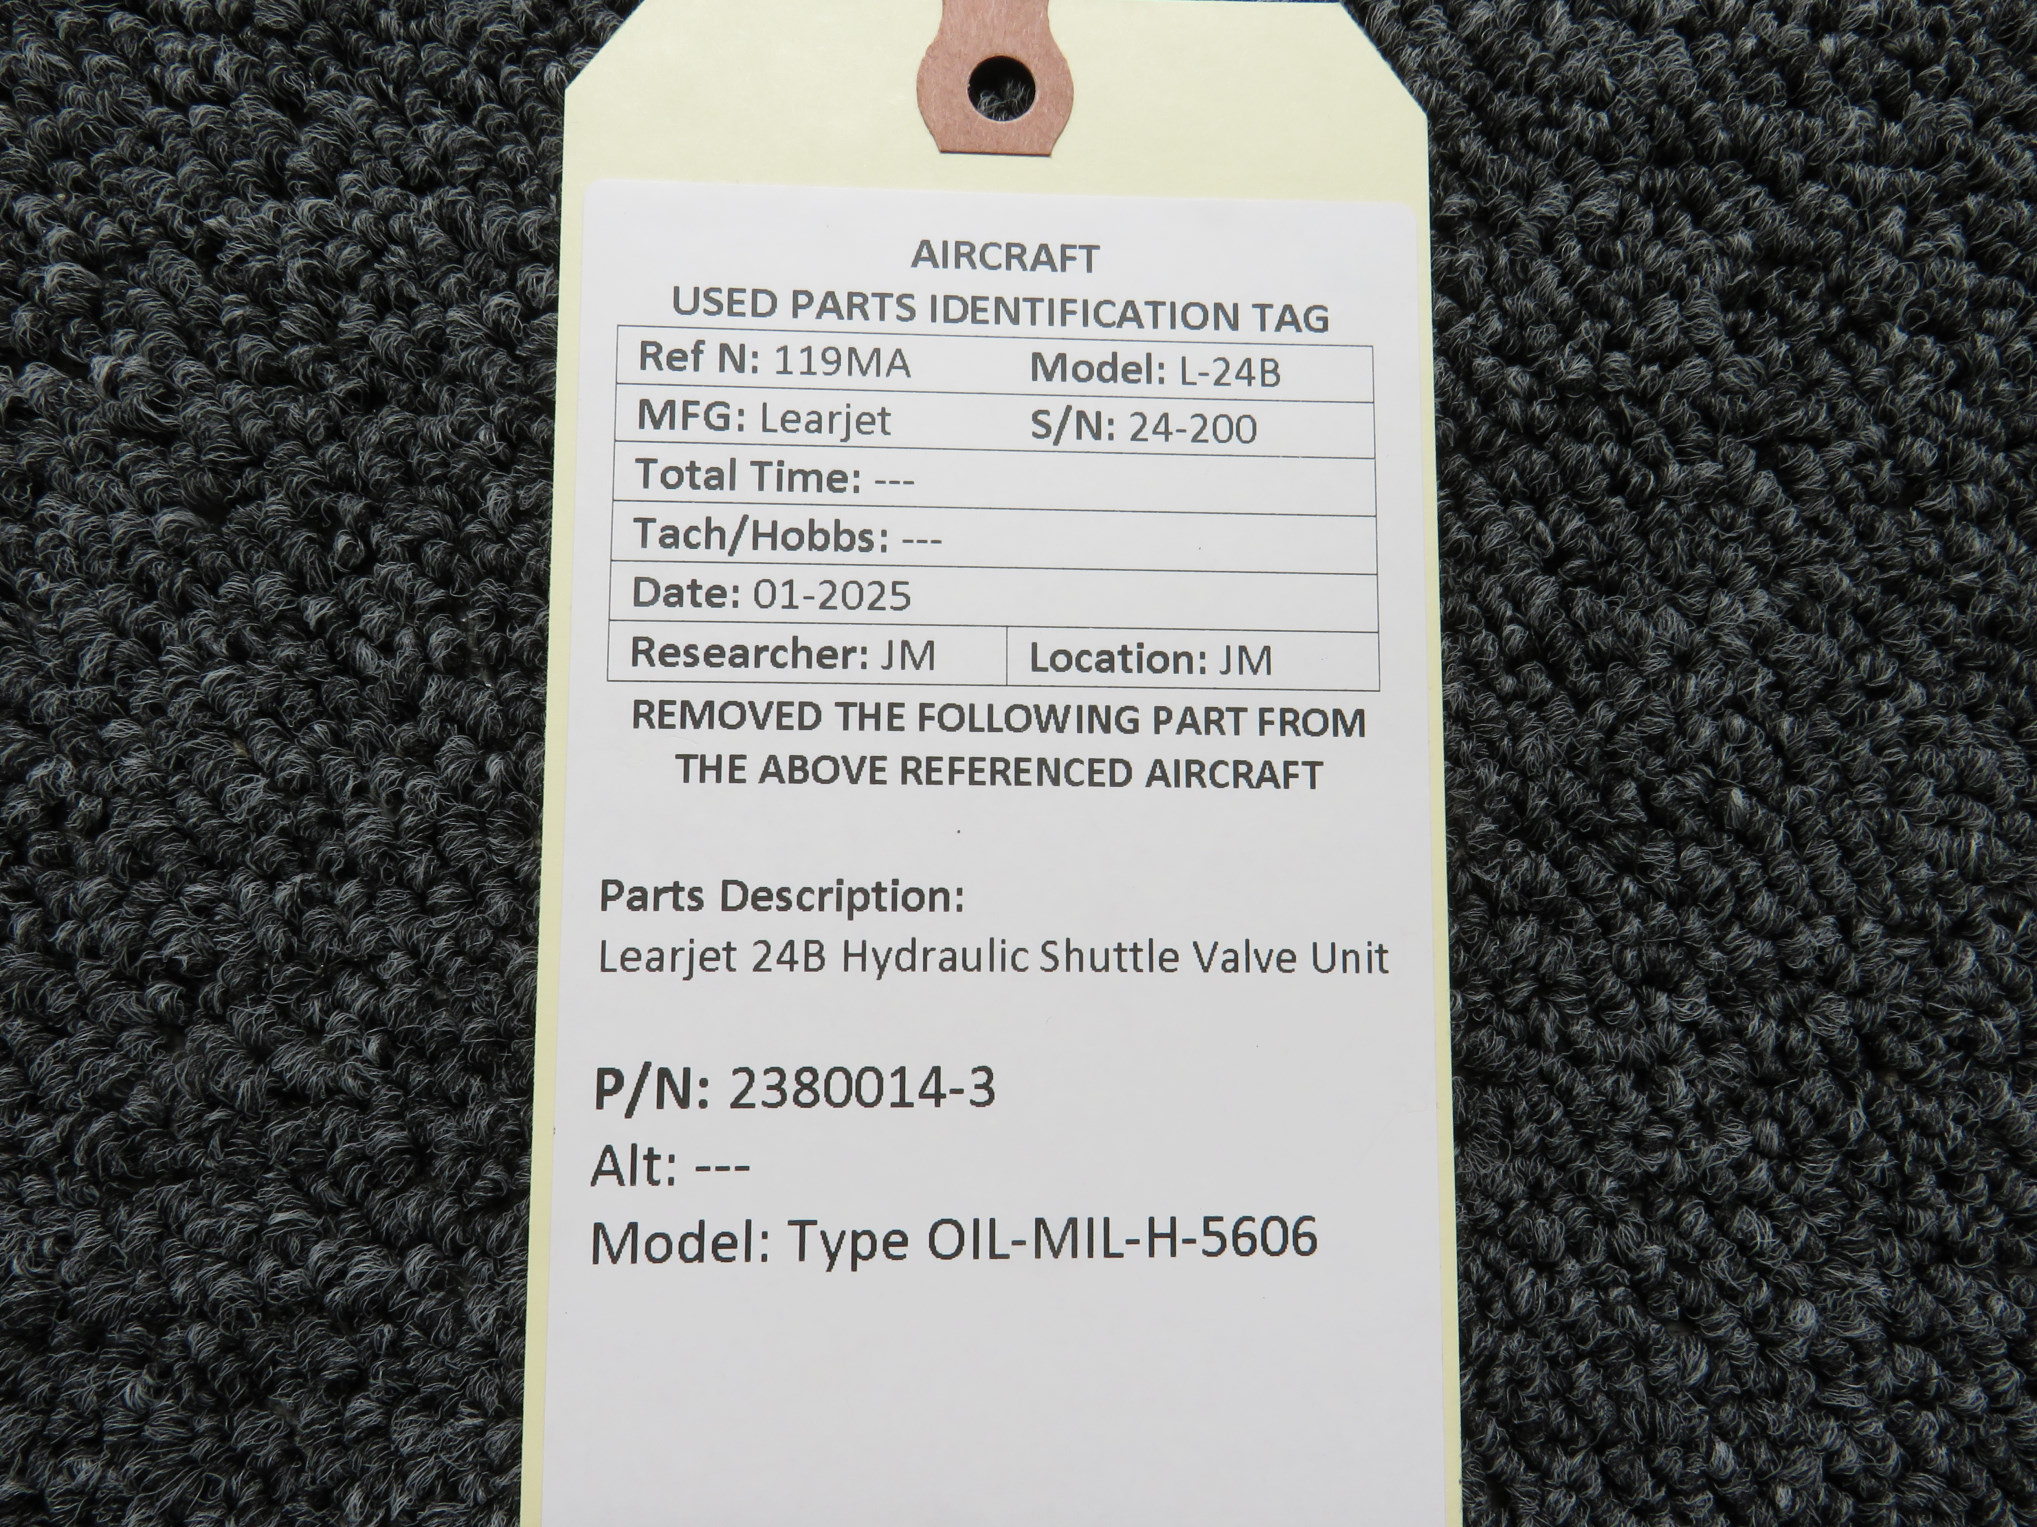 AIRCRAFT
USED PARTS IDENTIFICATION TAG
Ref N: 119MA Model: L-24B
MFG: Learjet S/N: 24-200
Total Time: ---
Tach/Hobbs: ---
Date: 01-2025
Researcher: JM Location: JM
REMOVED THE FOLLOWING PART FROM
THE ABOVE REFERENCED AIRCRAFT
Parts Description:
Learjet 24B Hydraulic Shuttle Valve Unit
P/N: 2380014-3
Alt: ---
Model: Type OIL-MIL-H-5606